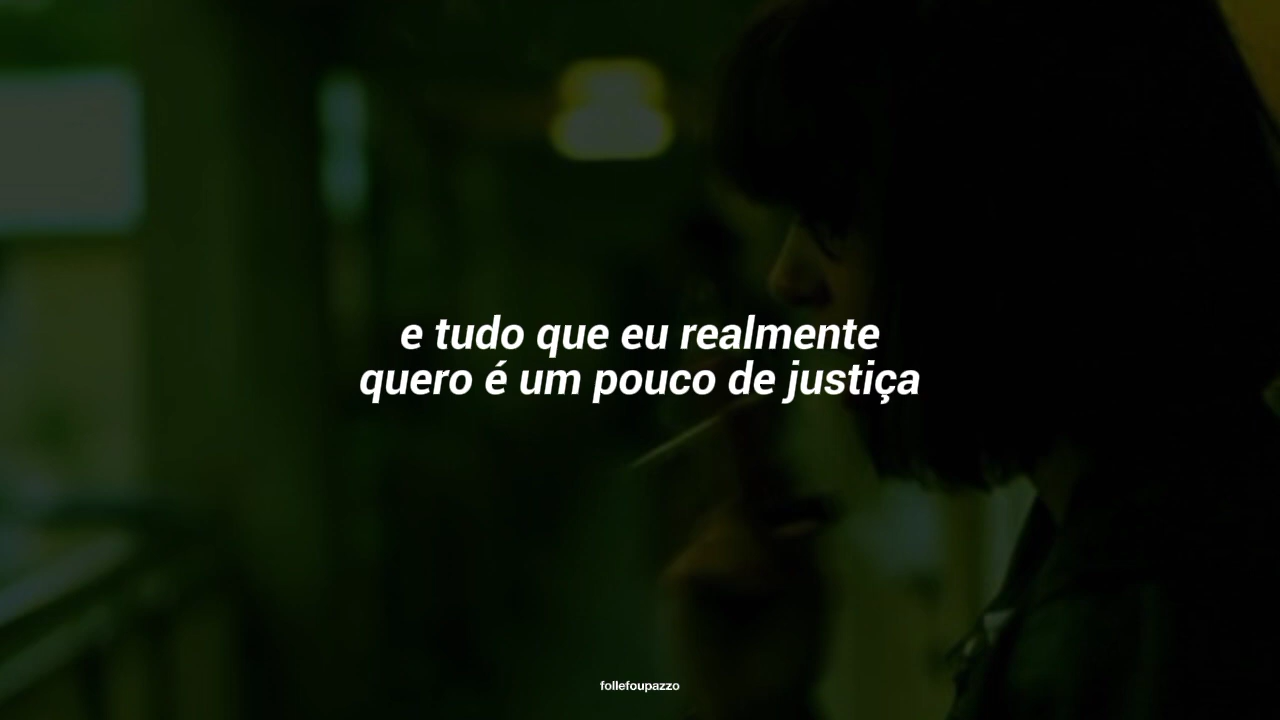 e tudo que eu realmente
quero é um pouco de justiça
follefoupazzo